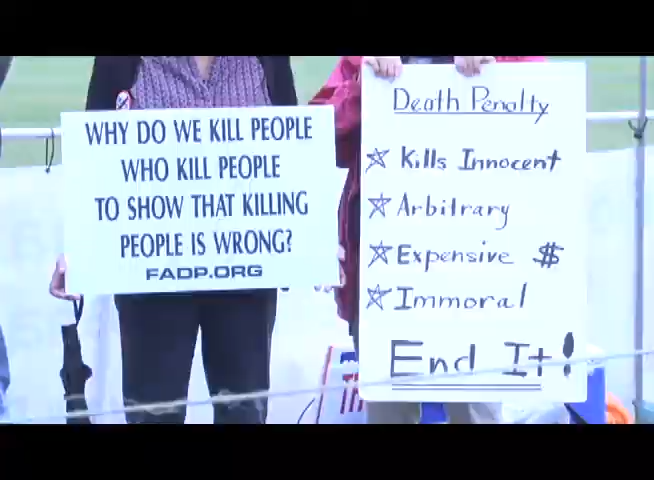 WHY DO WE KILL PEOPLE
WHO KILL PEOPLE
TO SHOW THAT KILLING
PEOPLE IS WRONG?
FADP.ORG
Death Penalty
Kills Innocent
Arbitrary
Expensive $
Immoral
End It!